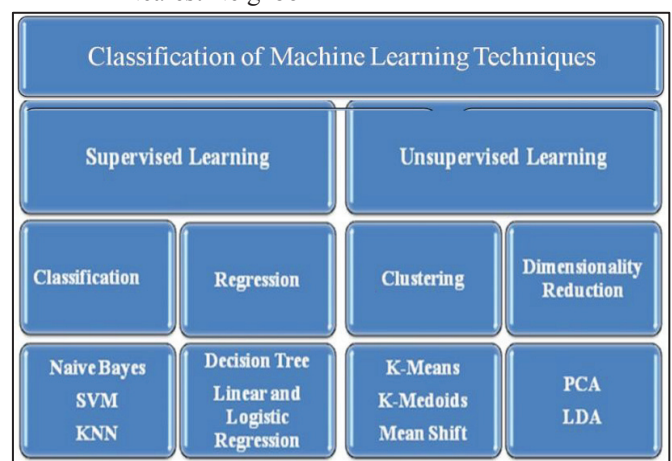 Classification of Machine Learning Techniques
Supervised Learning
Unsupervised Learning
Classification
Regression
Clustering
Dimensionality
Reduction
Naive Bayes
SVM
KNN
Decision Tree
Linear and
Logistic
Regression
K-Means
K-Medoids
Mean Shift
PCA
LDA